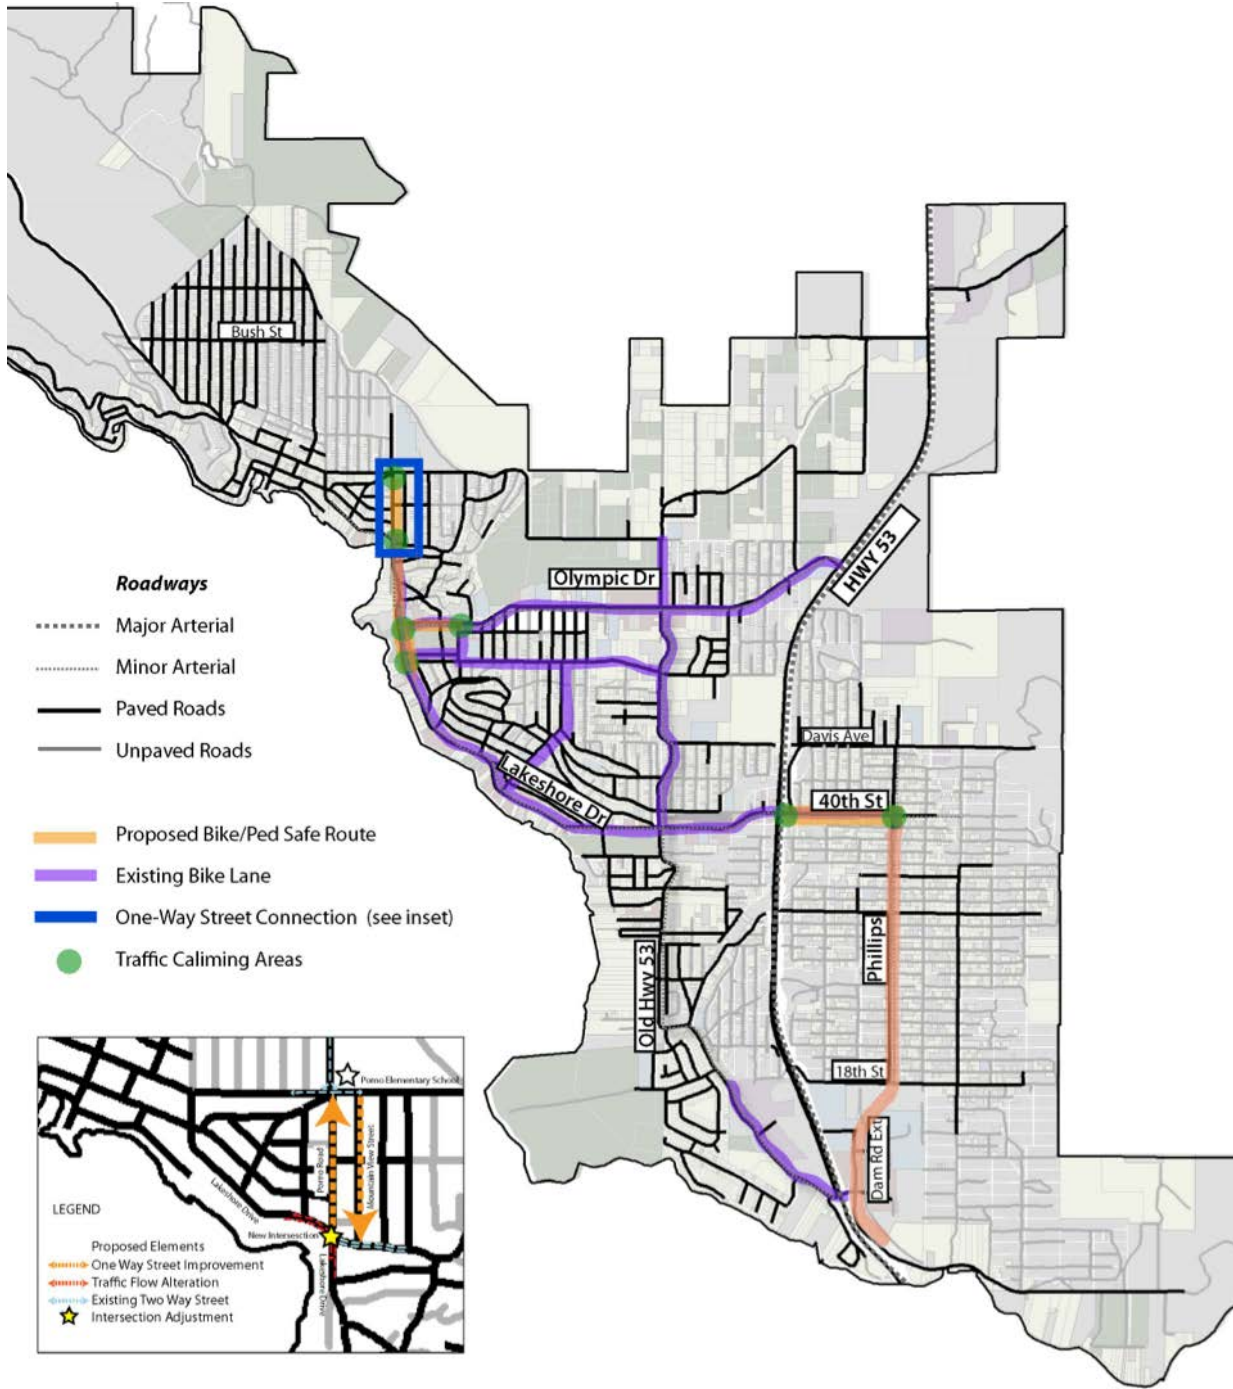 Bush St
Olympic Dr
HWY 53
Roadways
Major Arterial
Minor Arterial
Paved Roads
Unpaved Roads
Davis Ave
Lakeshore Dr
40th St
Proposed Bike/Ped Safe Route
Existing Bike Lane
One-Way Street Connection (see inset)
Traffic Caliming Areas
Phillips
Old Hwy 53
18th St
Dam Rd Ext
Pomo Elementary School
Pomo Road
Mountain View Street
Lakeshore Drive
New Intersection
Lakeshore Drive
LEGEND
Proposed Elements
One Way Street Improvement
Traffic Flow Alteration
Existing Two Way Street
Intersection Adjustment